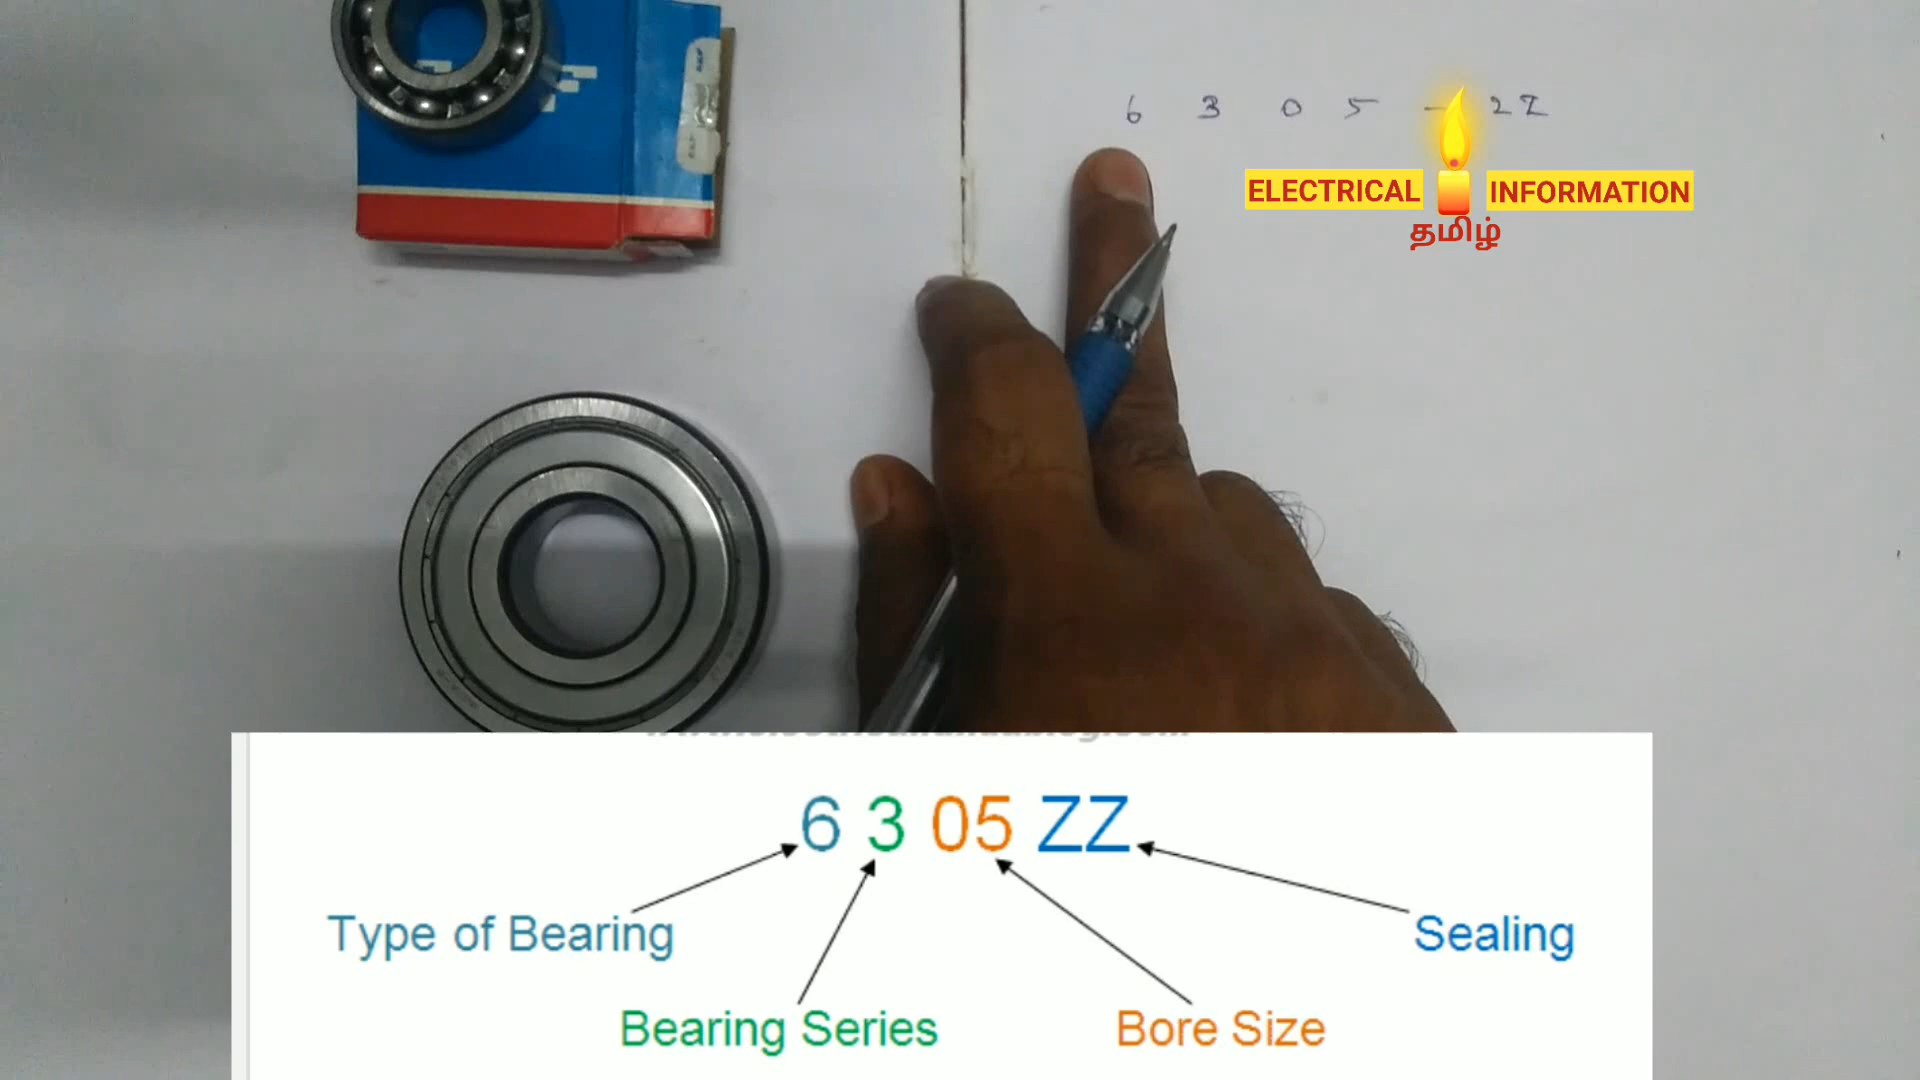 6 3 0 5 - 2Z
ELECTRICAL INFORMATION
தமிழ்
6 3 05 ZZ
Type of Bearing
Sealing
Bearing Series
Bore Size